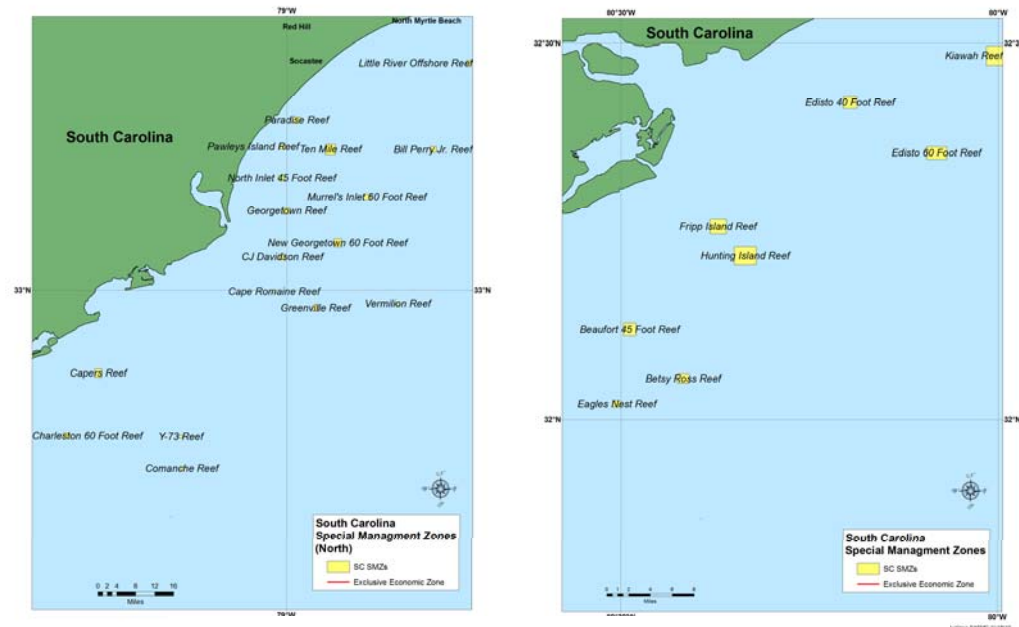 79°W
North Myrtle Beach
Red Hill
Socastee
Little River Offshore Reef
Paradise Reef
South Carolina
Pawleys Island Reef
Ten Mile Reef
Bill Perry Jr. Reef
North Inlet 45 Foot Reef
Murrel's Inlet 60 Foot Reef
Georgetown Reef
New Georgetown 60 Foot Reef
CJ Davidson Reef
33°N
33°N
Cape Romaine Reef
Greenville Reef
Vermilion Reef
Capers Reef
Charleston 60 Foot Reef
Y-73 Reef
Comanche Reef
South Carolina
Special Managment Zones
(North)
SC SMZs
Exclusive Economic Zone
0 2 4 8 12 16
Miles
79°W
80°30'W
80°W
South Carolina
32°30'N
Kiawah Reef
Edisto 40 Foot Reef
Edisto 60 Foot Reef
Fripp Island Reef
Hunting Island Reef
Beaufort 45 Foot Reef
Betsy Ross Reef
Eagles Nest Reef
32°N
32°N
South Carolina
Special Managment Zones
SC SMZs
Exclusive Economic Zone
0 1 2 4 6 8
Miles
80°W